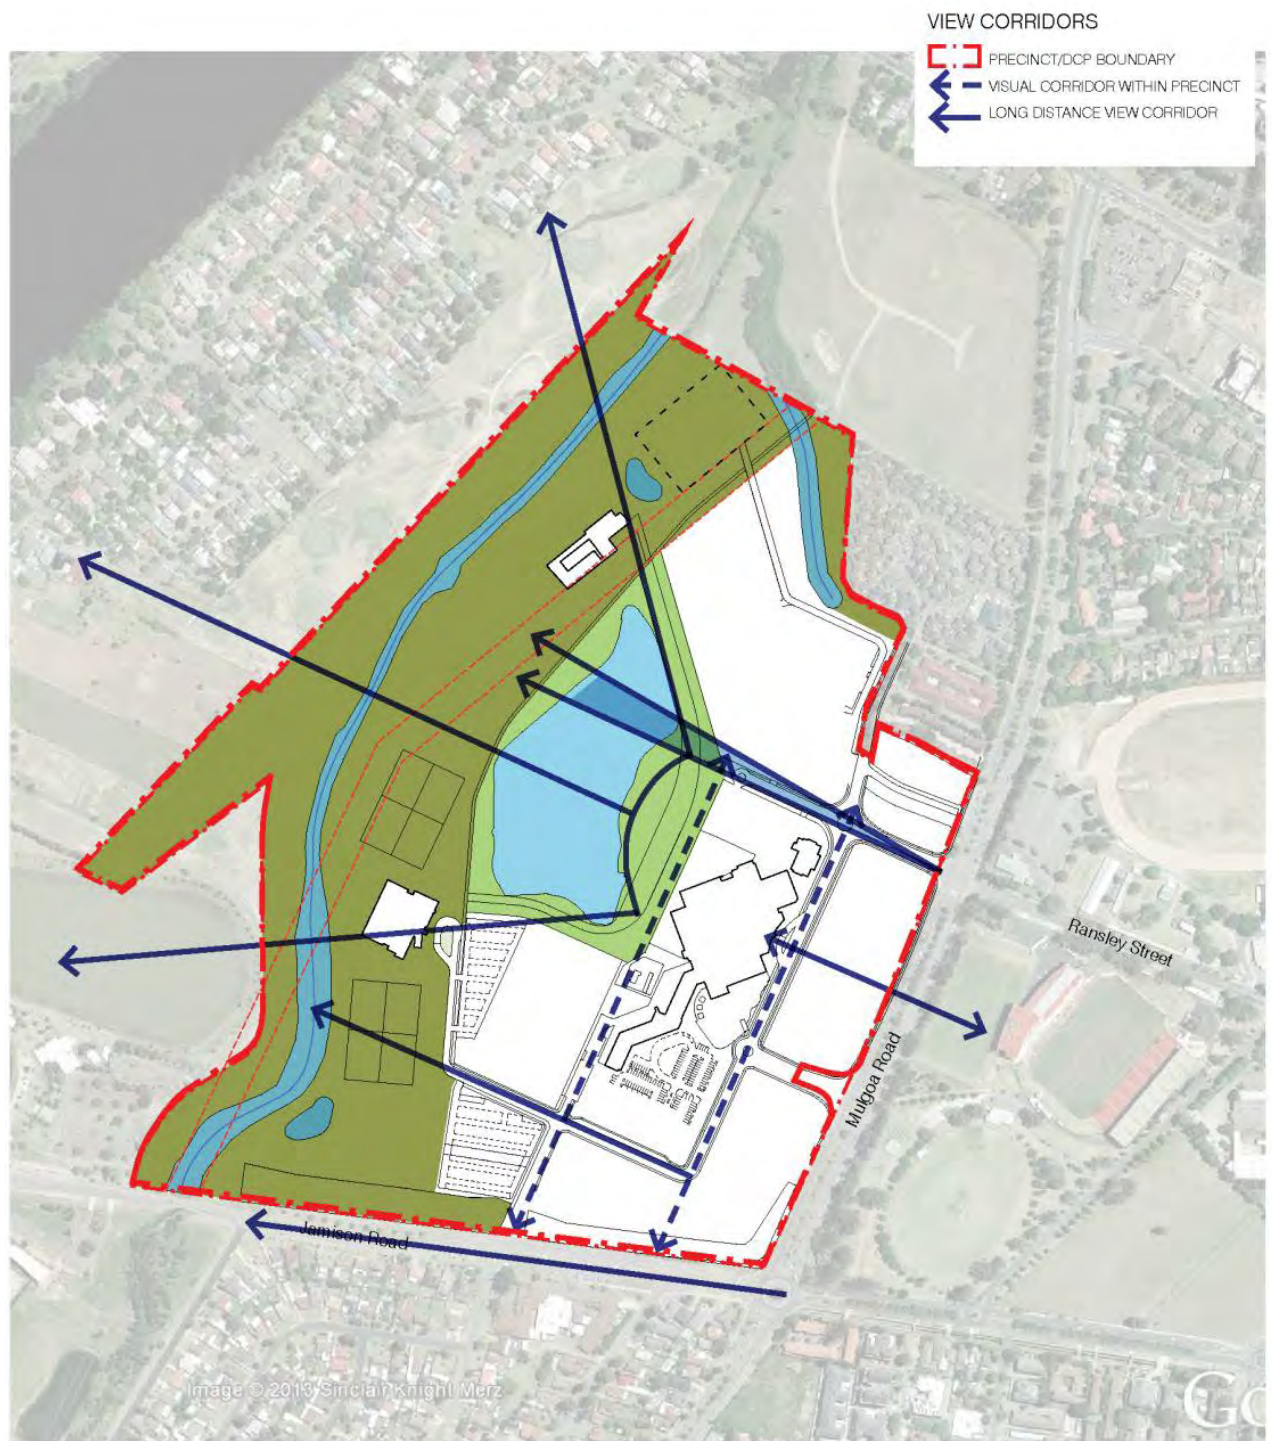 VIEW CORRIDORS
PRECINCT/DCP BOUNDARY
VISUAL CORRIDOR WITHIN PRECINCT
LONG DISTANCE VIEW CORRIDOR
Ransley Street
Mulgoa Road
Jamison Road
Image © 2013 Sinclair Knight Merz
Go